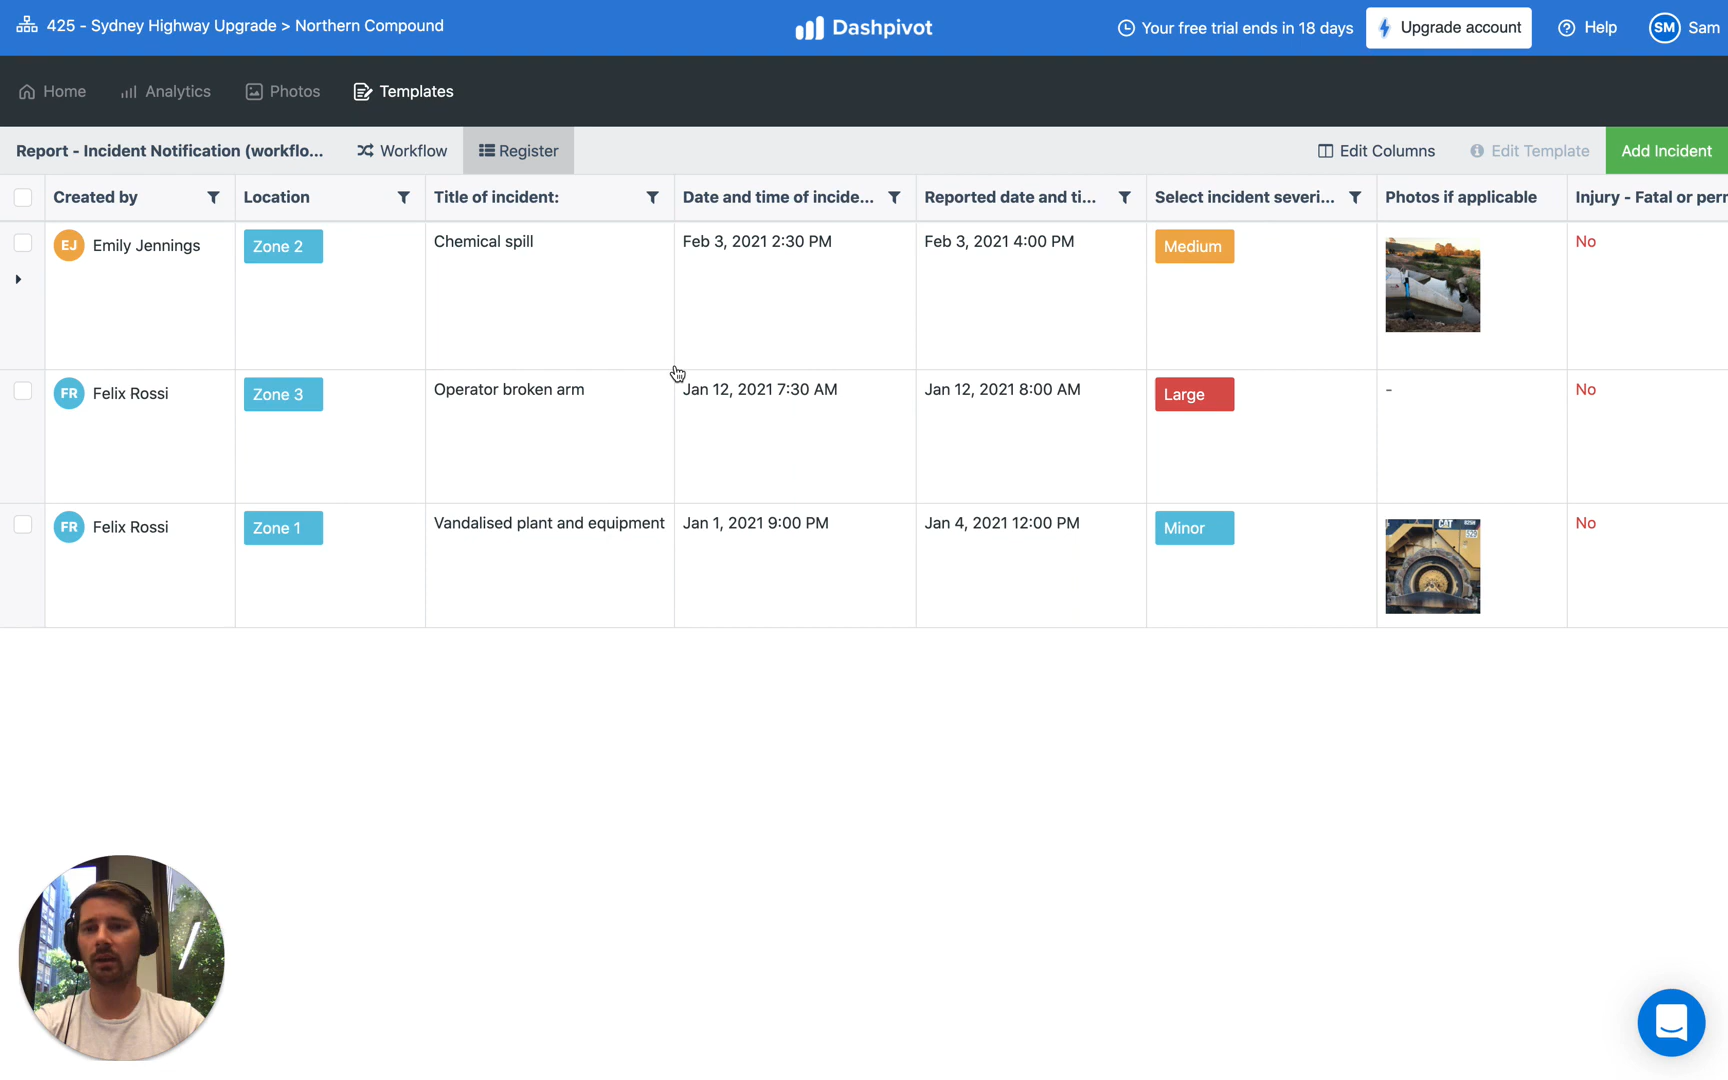 425 - Sydney Highway Upgrade > Northern Compound
Dashpivot
Your free trial ends in 18 days
Upgrade account
Help
SM Sam
Home
Analytics
Photos
Templates
Report - Incident Notification (workflo...
Workflow
Register
Edit Columns
Edit Template
Add Incident
Created by
Location
Title of incident:
Date and time of incide...
Reported date and ti...
Select incident severi...
Photos if applicable
Injury - Fatal or perr
EJ Emily Jennings
Zone 2
Chemical spill
Feb 3, 2021 2:30 PM
Feb 3, 2021 4:00 PM
Medium
No
FR Felix Rossi
Zone 3
Operator broken arm
Jan 12, 2021 7:30 AM
Jan 12, 2021 8:00 AM
Large
-
No
FR Felix Rossi
Zone 1
Vandalised plant and equipment
Jan 1, 2021 9:00 PM
Jan 4, 2021 12:00 PM
Minor
CAT
529
No